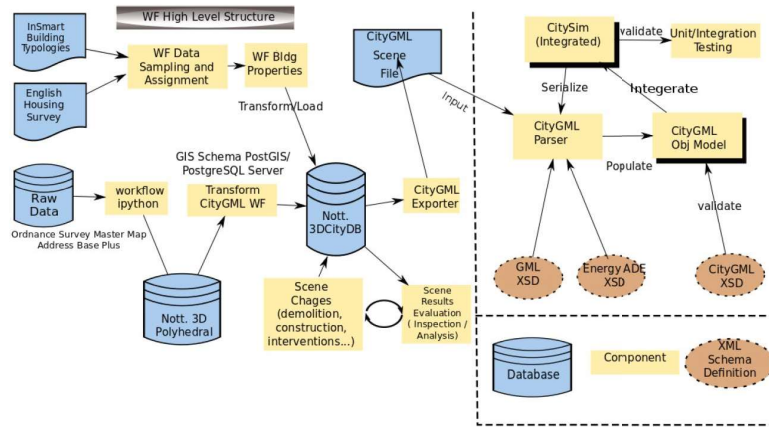 WF High Level Structure
InSmart
Building
Typologies
English
Housing
Survey
WF Data
Sampling and
Assignment
WF Bldg
Properties
Transform/Load
CityGML
Scene
File
Input
GIS Schema PostGIS/
PostgreSQL Server
Raw
Data
workflow
ipython
Ordnance Survey Master Map
Address Base Plus
Transform
CityGML WF
Nott.
3DCityDB
CityGML
Exporter
Nott. 3D
Polyhedral
Scene
Chages
(demolition,
construction,
interventions...)
Scene
Results
Evaluation
( Inspection /
Analysis)
CitySim
(Integrated)
validate
Unit/Integration
Testing
Serialize
Integerate
CityGML
Parser
Populate
CityGML
Obj Model
validate
GML
XSD
Energy ADE
XSD
CityGML
XSD
Database
Component
XML
Schema
Definition